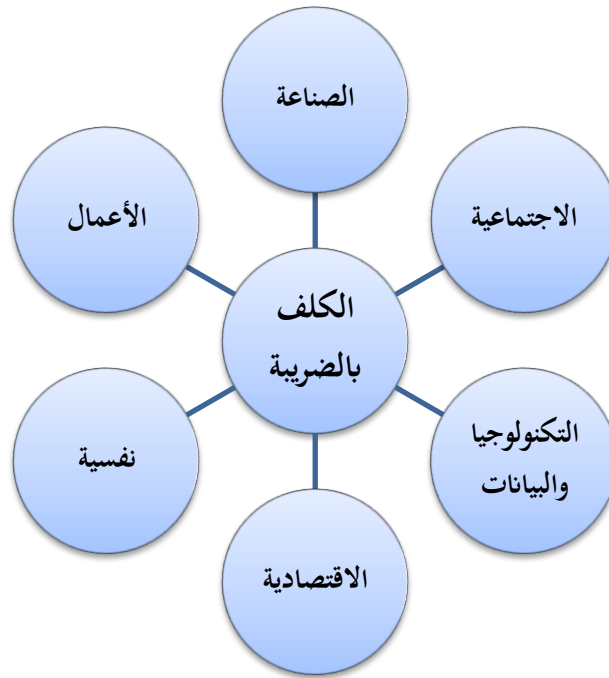 الصناعة
الاجتماعية
الأعمال
الكلف
بالضريبة
التكنولوجيا
والبيانات
نفسية
الاقتصادية